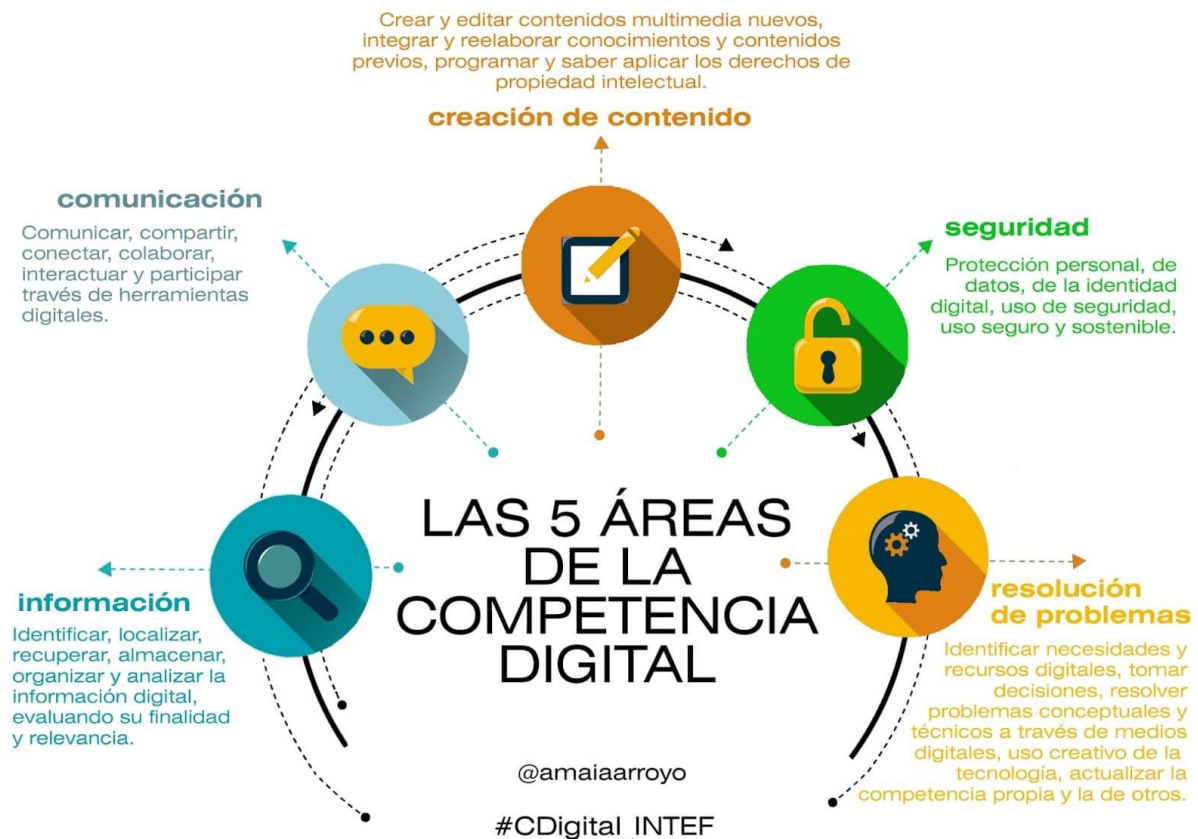 Crear y editar contenidos multimedia nuevos,
integrar y reelaborar conocimientos y contenidos
previos, programar y saber aplicar los derechos de
propiedad intelectual.
creación de contenido
comunicación
Comunicar, compartir,
conectar, colaborar,
interactuar y participar
través de herramientas
digitales.
seguridad
Protección personal, de
datos, de la identidad
digital, uso de seguridad,
uso seguro y sostenible.
LAS 5 ÁREAS
DE LA
COMPETENCIA
DIGITAL
información
Identificar, localizar,
recuperar, almacenar,
organizar y analizar la
información digital,
evaluando su finalidad
y relevancia.
resolución
de problemas
Identificar necesidades y
recursos digitales, tomar
decisiones, resolver
problemas conceptuales y
técnicos a través de medios
digitales, uso creativo de la
tecnología, actualizar la
competencia propia y la de otros.
@amaiaarroyo
#CDigital_INTEF